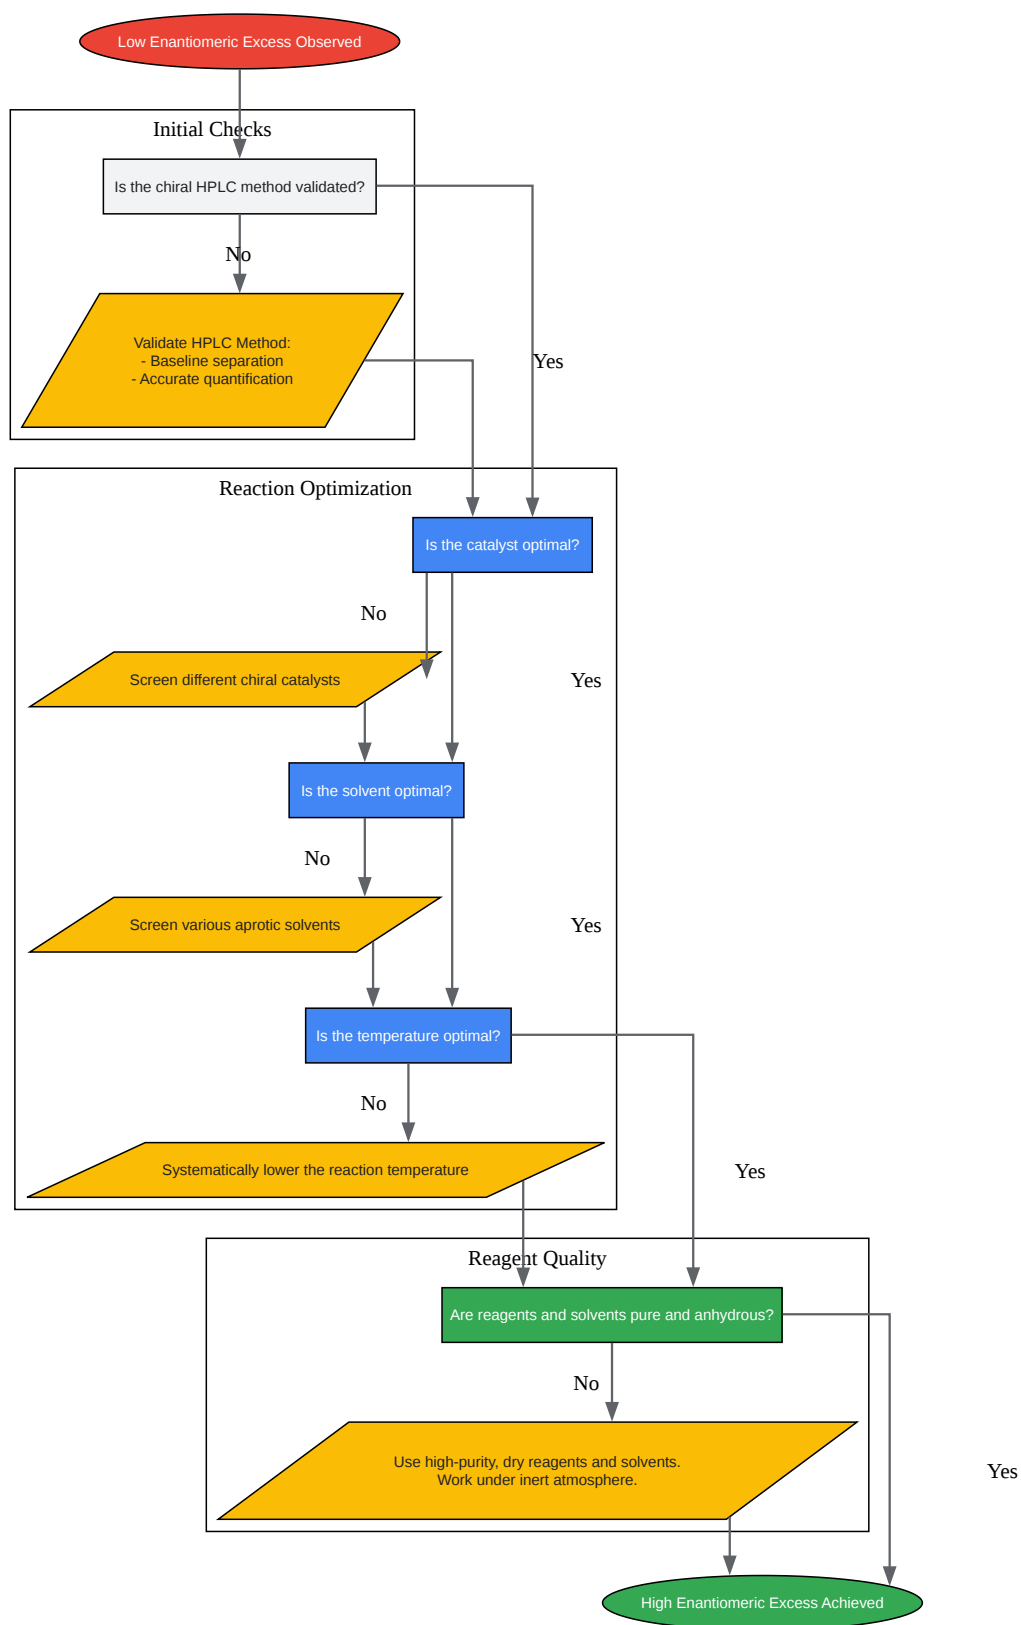 Low Enantiomeric Excess Observed
Initial Checks
Is the chiral HPLC method validated?
No
Validate HPLC Method:
- Baseline separation
- Accurate quantification
Yes
Reaction Optimization
Is the catalyst optimal?
No
Screen different chiral catalysts
Yes
Is the solvent optimal?
No
Screen various aprotic solvents
Yes
Is the temperature optimal?
No
Systematically lower the reaction temperature
Yes
Reagent Quality
Are reagents and solvents pure and anhydrous?
No
Use high-purity, dry reagents and solvents.
Work under inert atmosphere.
Yes
High Enantiomeric Excess Achieved